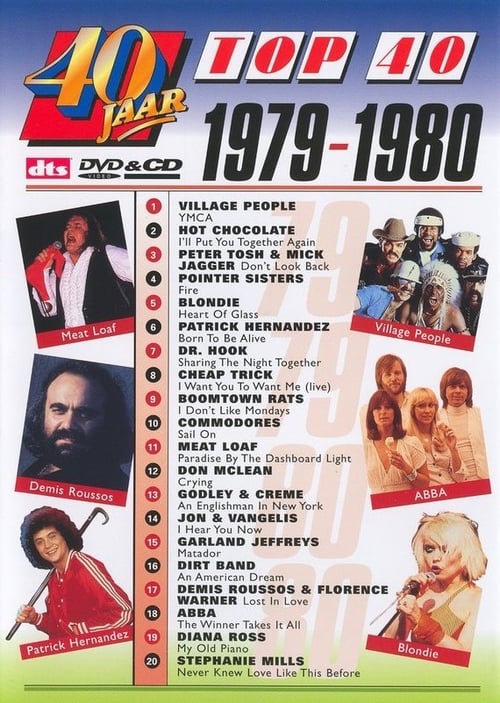 40
JAAR
TOP 40
1979-1980
dts DVD & CD
VIDEO
1 VILLAGE PEOPLE
YMCA
2 HOT CHOCOLATE
I'll Put You Together Again
3 PETER TOSH & MICK
JAGGER Don't Look Back
4 POINTER SISTERS
Fire
5 BLONDIE
Heart Of Glass
6 PATRICK HERNANDEZ
Born To Be Alive
7 DR. HOOK
Sharing The Night Together
8 CHEAP TRICK
I Want You To Want Me (live)
9 BOOMTOWN RATS
I Don't Like Mondays
10 COMMODORES
Sail On
11 MEAT LOAF
Paradise By The Dashboard Light
12 DON MCLEAN
Crying
13 GODLEY & CREME
An Englishman In New York
14 JON & VANGELIS
I Hear You Now
15 GARLAND JEFFREYS
Matador
16 DIRT BAND
An American Dream
17 DEMIS ROUSSOS & FLORENCE
WARNER Lost In Love
18 ABBA
The Winner Takes It All
19 DIANA ROSS
My Old Piano
20 STEPHANIE MILLS
Never Knew Love Like This Before
Meat Loaf
Demis Roussos
Patrick Hernandez
Village People
ABBA
Blondie
79
79
80
80